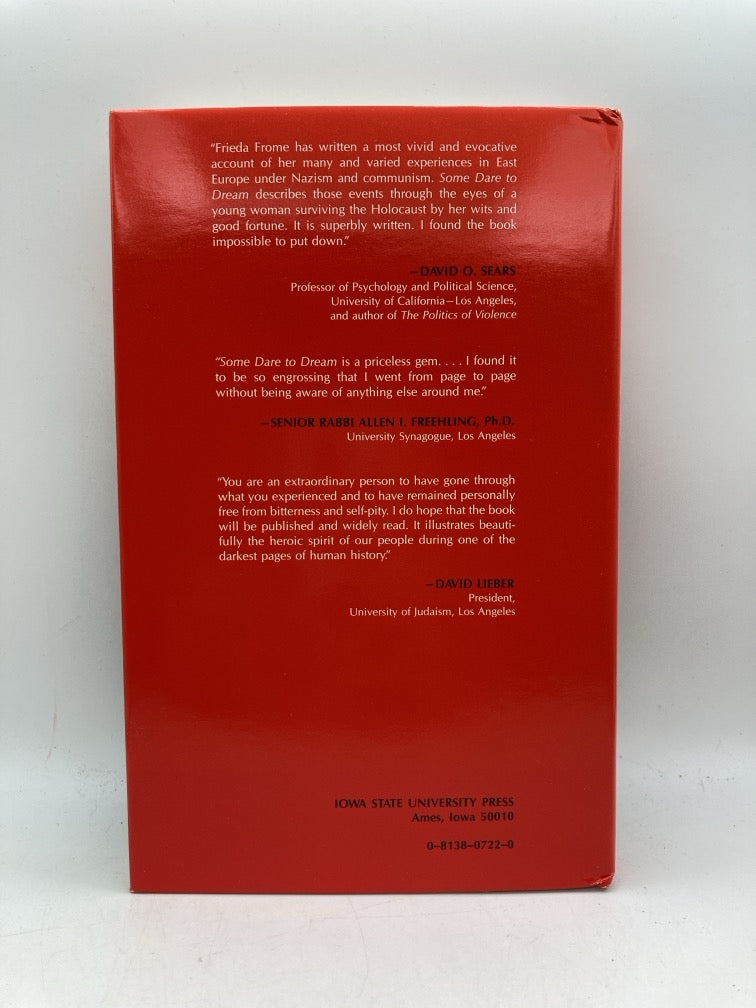 “Frieda Frome has written a most vivid and evocative
account of her many and varied experiences in East
Europe under Nazism and communism. Some Dare to
Dream describes those events through the eyes of a
young woman surviving the Holocaust by her wits and
good fortune. It is superbly written. I found the book
impossible to put down.”
—DAVID O. SEARS
Professor of Psychology and Political Science,
University of California—Los Angeles,
and author of The Politics of Violence
“Some Dare to Dream is a priceless gem. . . . I found it
to be so engrossing that I went from page to page
without being aware of anything else around me.”
—SENIOR RABBI ALLEN I. FREEHLING, Ph.D.
University Synagogue, Los Angeles
“You are an extraordinary person to have gone through
what you experienced and to have remained personally
free from bitterness and self-pity. I do hope that the book
will be published and widely read. It illustrates beauti-
fully the heroic spirit of our people during one of the
darkest pages of human history.”
—DAVID LIEBER
President,
University of Judaism, Los Angeles
IOWA STATE UNIVERSITY PRESS
Ames, Iowa 50010
0–8138–0722–0